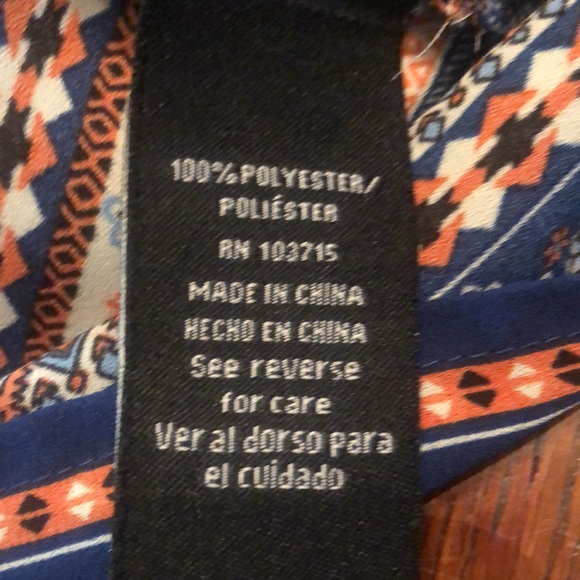 100% POLYESTER/
POLIÉSTER
RN 103715
MADE IN CHINA
HECHO EN CHINA
See reverse
for care
Ver al dorso para
el cuidado